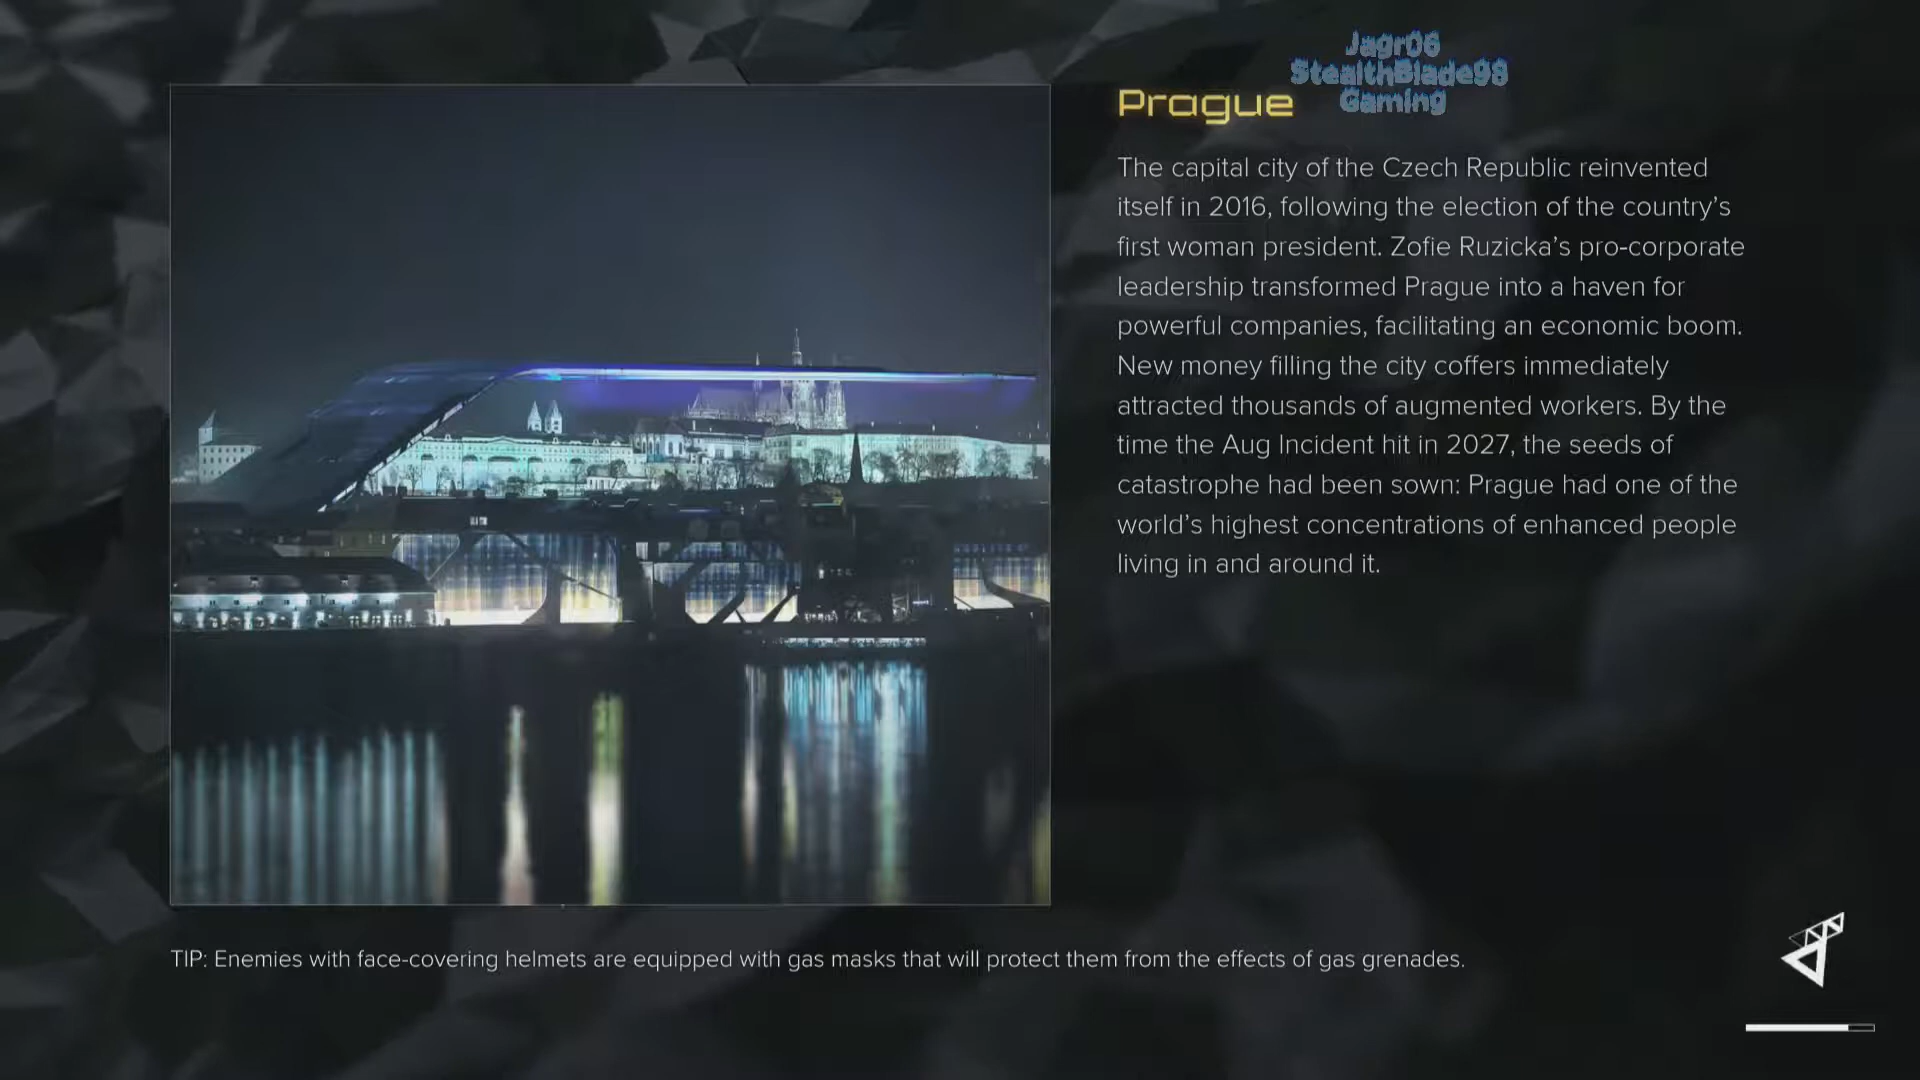 Jagr06
StealthBlade98
Gaming
Prague
The capital city of the Czech Republic reinvented
itself in 2016, following the election of the country's
first woman president. Zofie Ruzicka's pro-corporate
leadership transformed Prague into a haven for
powerful companies, facilitating an economic boom.
New money filling the city coffers immediately
attracted thousands of augmented workers. By the
time the Aug Incident hit in 2027, the seeds of
catastrophe had been sown: Prague had one of the
world's highest concentrations of enhanced people
living in and around it.
TIP: Enemies with face-covering helmets are equipped with gas masks that will protect them from the effects of gas grenades.